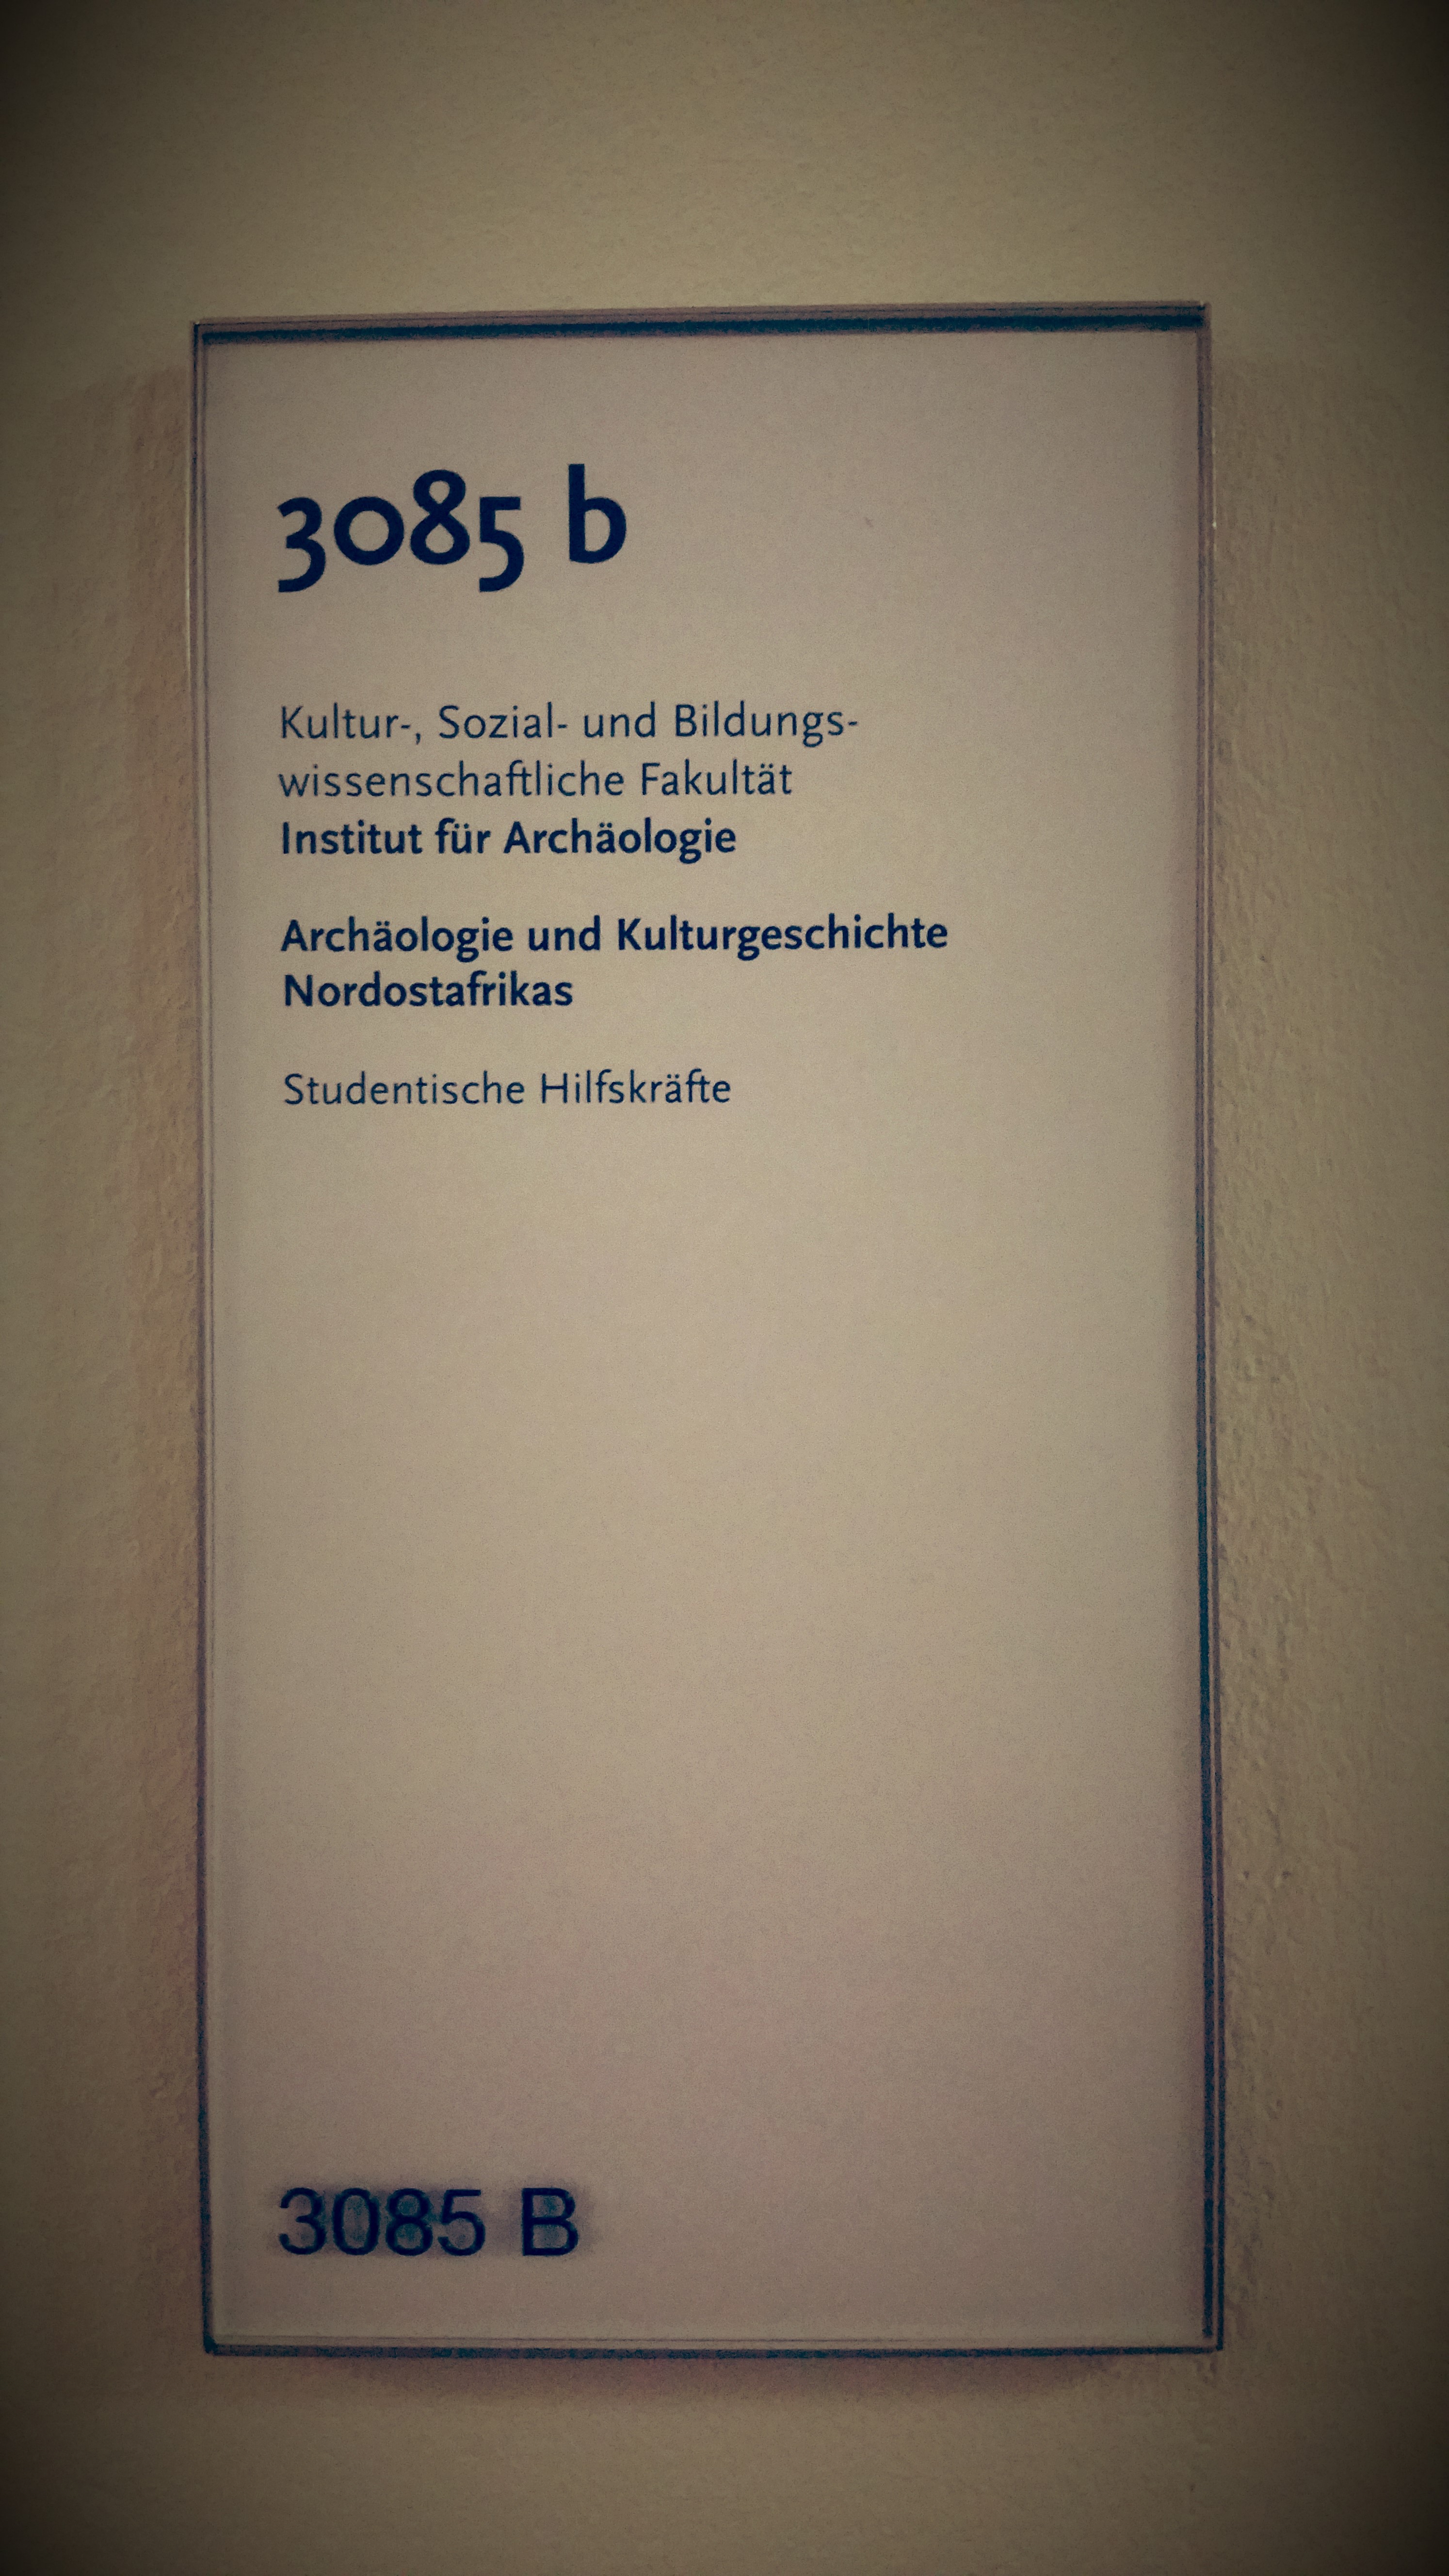 3085 b
Kultur-, Sozial- und Bildungs-
wissenschaftliche Fakultät
Institut für Archäologie
Archäologie und Kulturgeschichte
Nordostafrikas
Studentische Hilfskräfte
3085 B